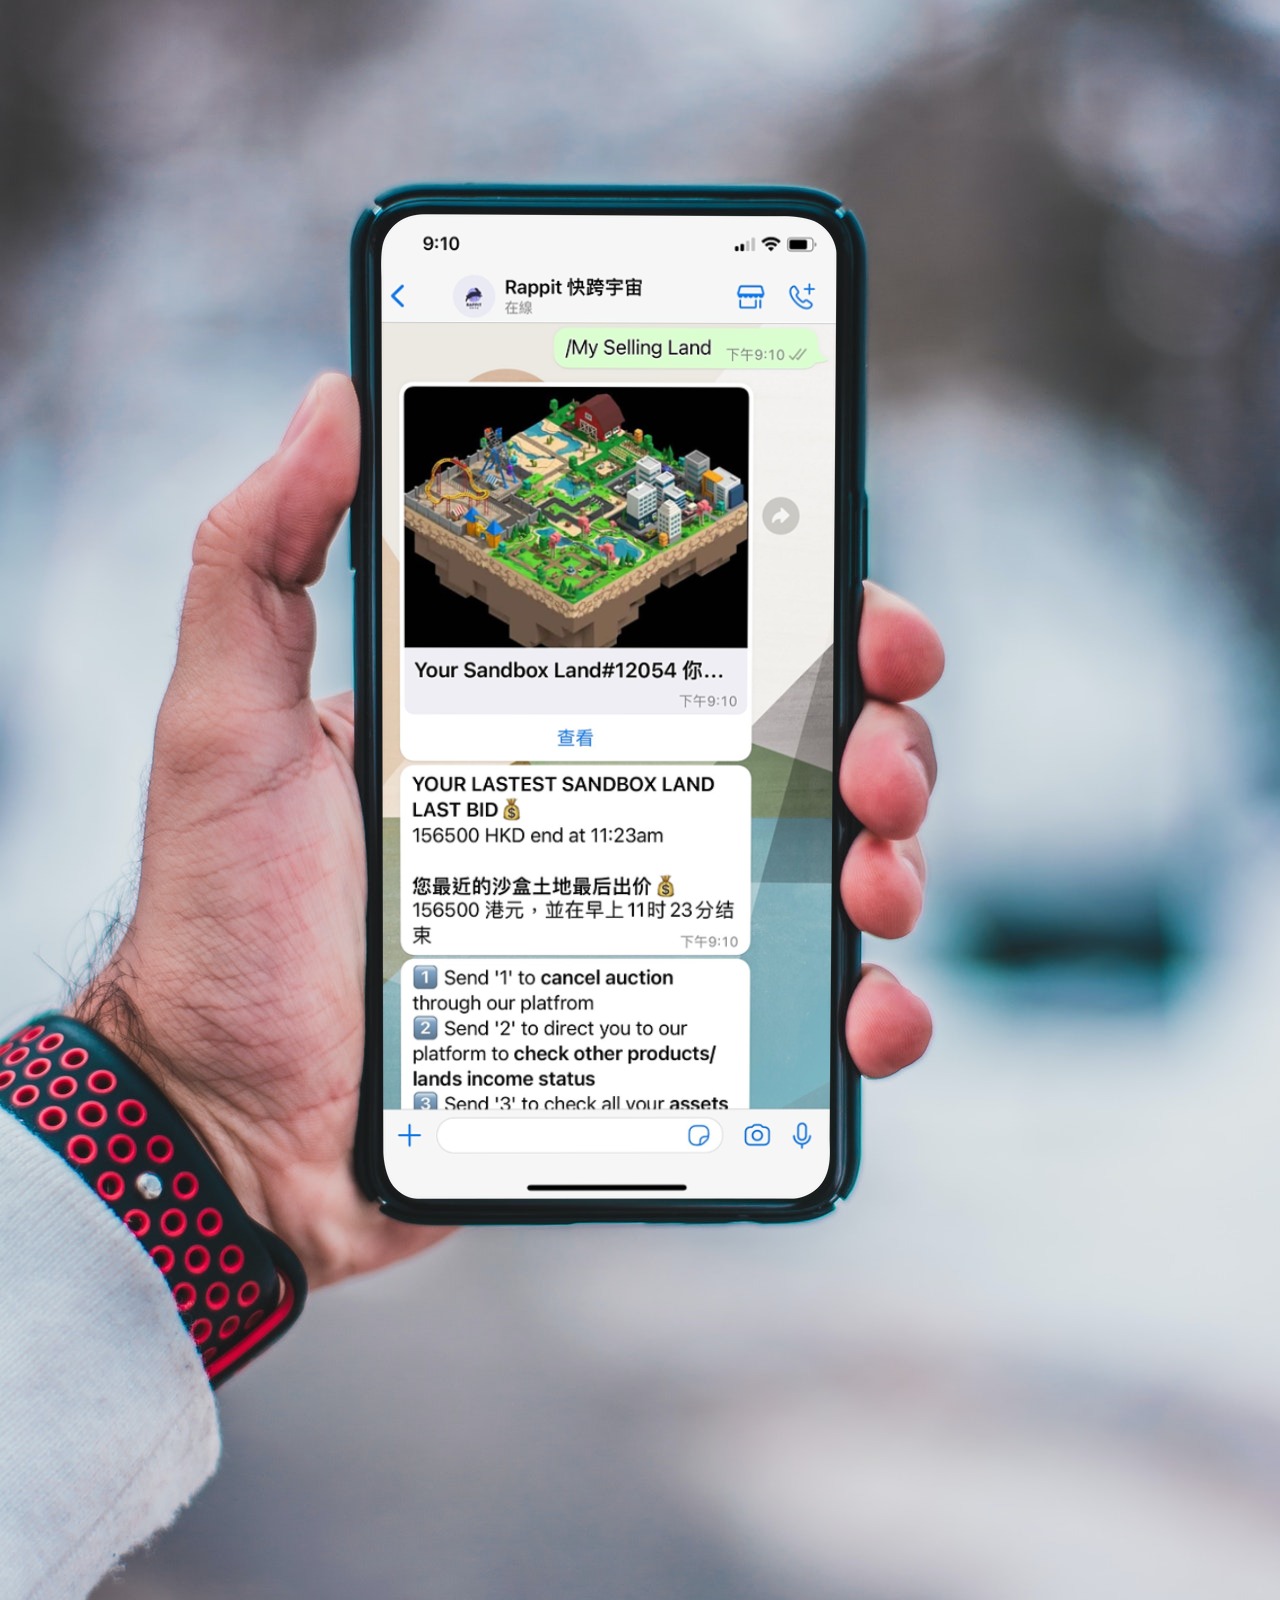 9:10
Rappit 快跨宇宙
在線
/My Selling Land 下午9:10
Your Sandbox Land#12054 你...
下午9:10
查看
YOUR LASTEST SANDBOX LAND
LAST BID💰
156500 HKD end at 11:23am
您最近的沙盒土地最后出价💰
156500 港元，並在早上11时23分结
束 下午9:10
1️⃣ Send '1' to cancel auction
through our platfrom
2️⃣ Send '2' to direct you to our
platform to check other products/
lands income status
3️⃣ Send '3' to check all your assets